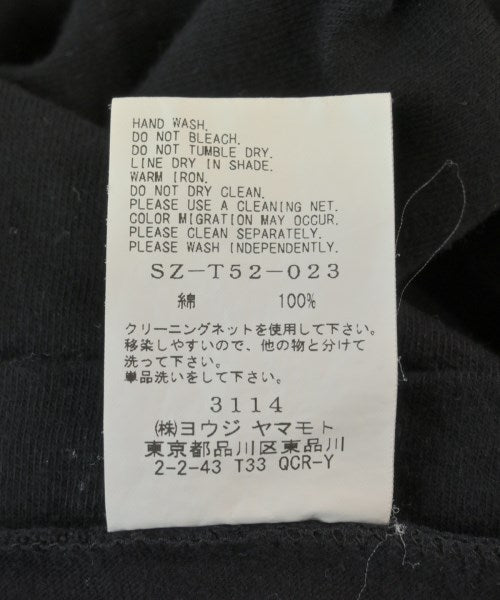 HAND WASH.
DO NOT BLEACH.
DO NOT TUMBLE DRY.
LINE DRY IN SHADE.
WARM IRON.
DO NOT DRY CLEAN.
PLEASE USE A CLEANING NET.
COLOR MIGRATION MAY OCCUR.
PLEASE CLEAN SEPARATELY.
PLEASE WASH INDEPENDENTLY.
SZ-T52-023
綿 100%
クリーニングネットを使用して下さい。
移染しやすいので、他の物と分けて
洗って下さい。
単品洗いをして下さい。
3114
㈱ヨウジ ヤマモト
東京都品川区東品川
2-2-43 T33 QCR-Y